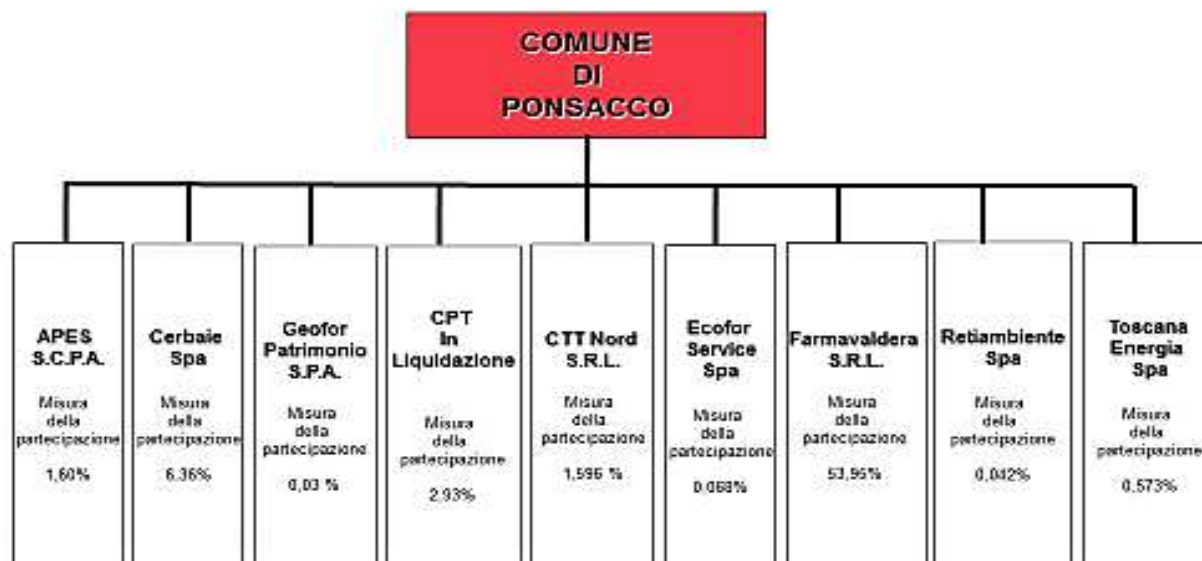 COMUNE
DI
PONSACCO
APES
S.C.P.A.
Misura
della
partecipazione
1,60%
Cerbaie
Spa
Misura
della
partecipazione
6,36%
Geofor
Patrimonio
S.P.A.
Misura
della
partecipazione
0,03 %
CPT
In
Liquidazione
Misura
della
partecipazione
2,93%
CTT Nord
S.R.L.
Misura
della
partecipazione
1,596 %
Ecofor
Service
Spa
Misura
della
partecipazione
0,068%
Farmavaldera
S.R.L.
Misura
della
partecipazione
53,95%
Retiambiente
Spa
Misura
della
partecipazione
0,042%
Toscana
Energia
Spa
Misura
della
partecipazione
0,573%